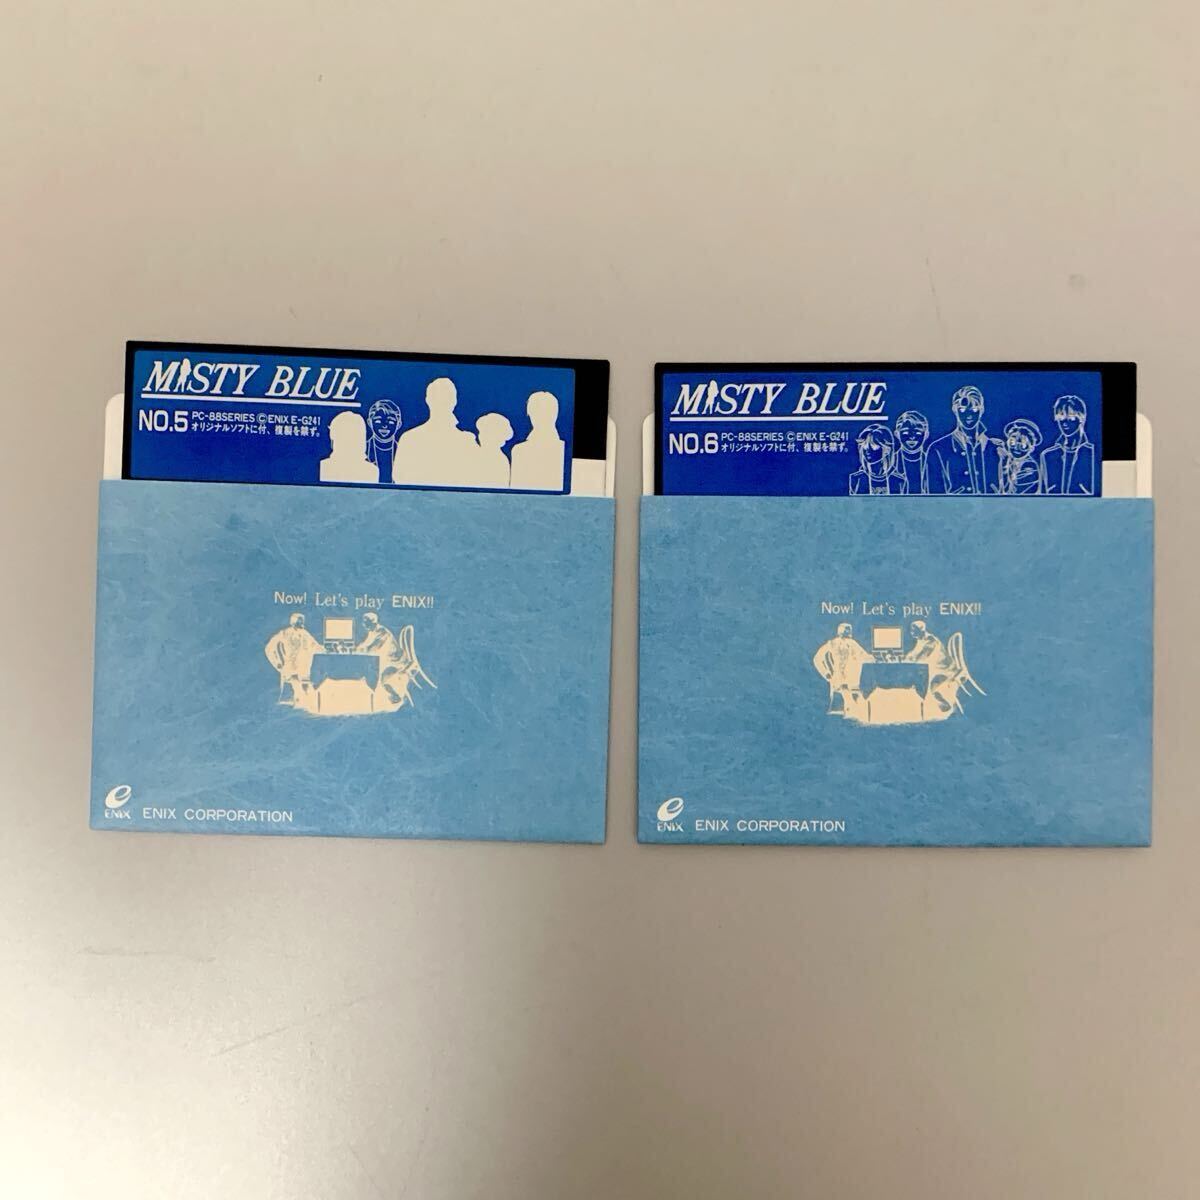 MISTY BLUE
NO.5 PC-88SERIES ©ENIX E-G241
オリジナルソフトに付、複製を禁ず。
Now! Let's play ENIX!!
ENIX
ENIX CORPORATION
MISTY BLUE
NO.6 PC-88SERIES ©ENIX E-G241
オリジナルソフトに付、複製を禁ず。
Now! Let's play ENIX!!
ENIX
ENIX CORPORATION